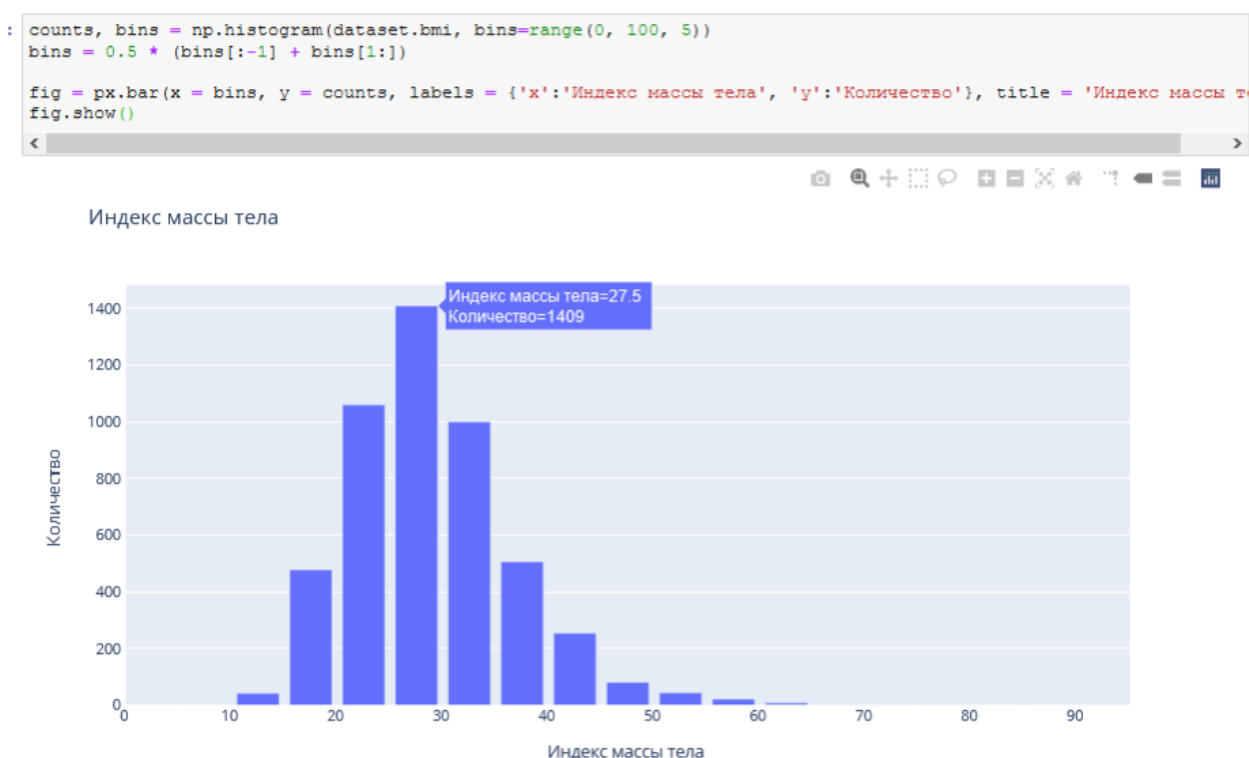 : counts, bins = np.histogram(dataset.bmi, bins=range(0, 100, 5))
bins = 0.5 * (bins[:-1] + bins[1:])
fig = px.bar(x = bins, y = counts, labels = {'x':'Индекс массы тела', 'y':'Количество'}, title = 'Индекс массы
fig.show()
Индекс массы тела
Индекс массы тела=27.5
Количество=1409
1400
1200
1000
800
600
400
200
0
Количество
0 10 20 30 40 50 60 70 80 90
Индекс массы тела